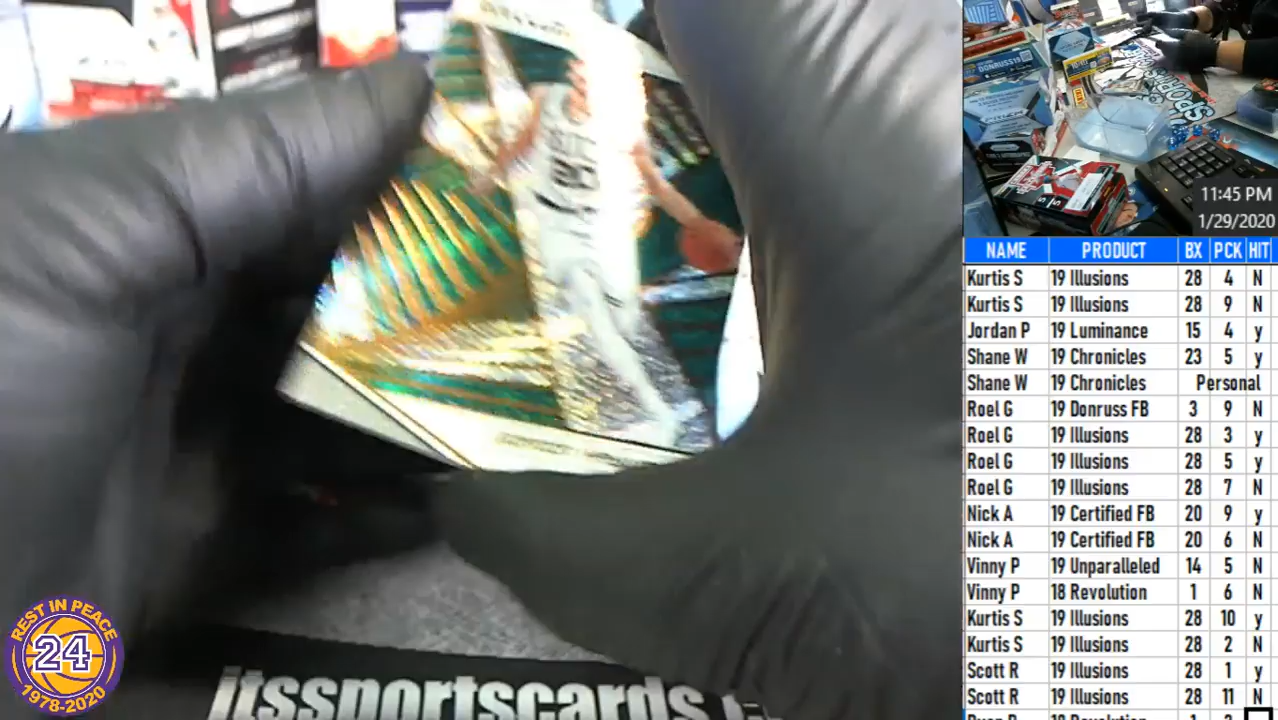 DONRUSS19
SPORTS
11:45 PM
1/29/2020
NAME PRODUCT BX PCK HIT
Kurtis S 19 Illusions 28 4 N
Kurtis S 19 Illusions 28 9 N
Jordan P 19 Luminance 15 4 y
Shane W 19 Chronicles 23 5 y
Shane W 19 Chronicles Personal
Roel G 19 Donruss FB 3 9 N
Roel G 19 Illusions 28 3 y
Roel G 19 Illusions 28 5 y
Roel G 19 Illusions 28 7 N
Nick A 19 Certified FB 20 9 y
Nick A 19 Certified FB 20 6 N
Vinny P 19 Unparalleled 14 5 N
Vinny P 18 Revolution 1 6 N
Kurtis S 19 Illusions 28 10 y
Kurtis S 19 Illusions 28 2 N
Scott R 19 Illusions 28 1 y
Scott R 19 Illusions 28 11 N
REST IN PEACE
24
1978-2020
jtssportscards